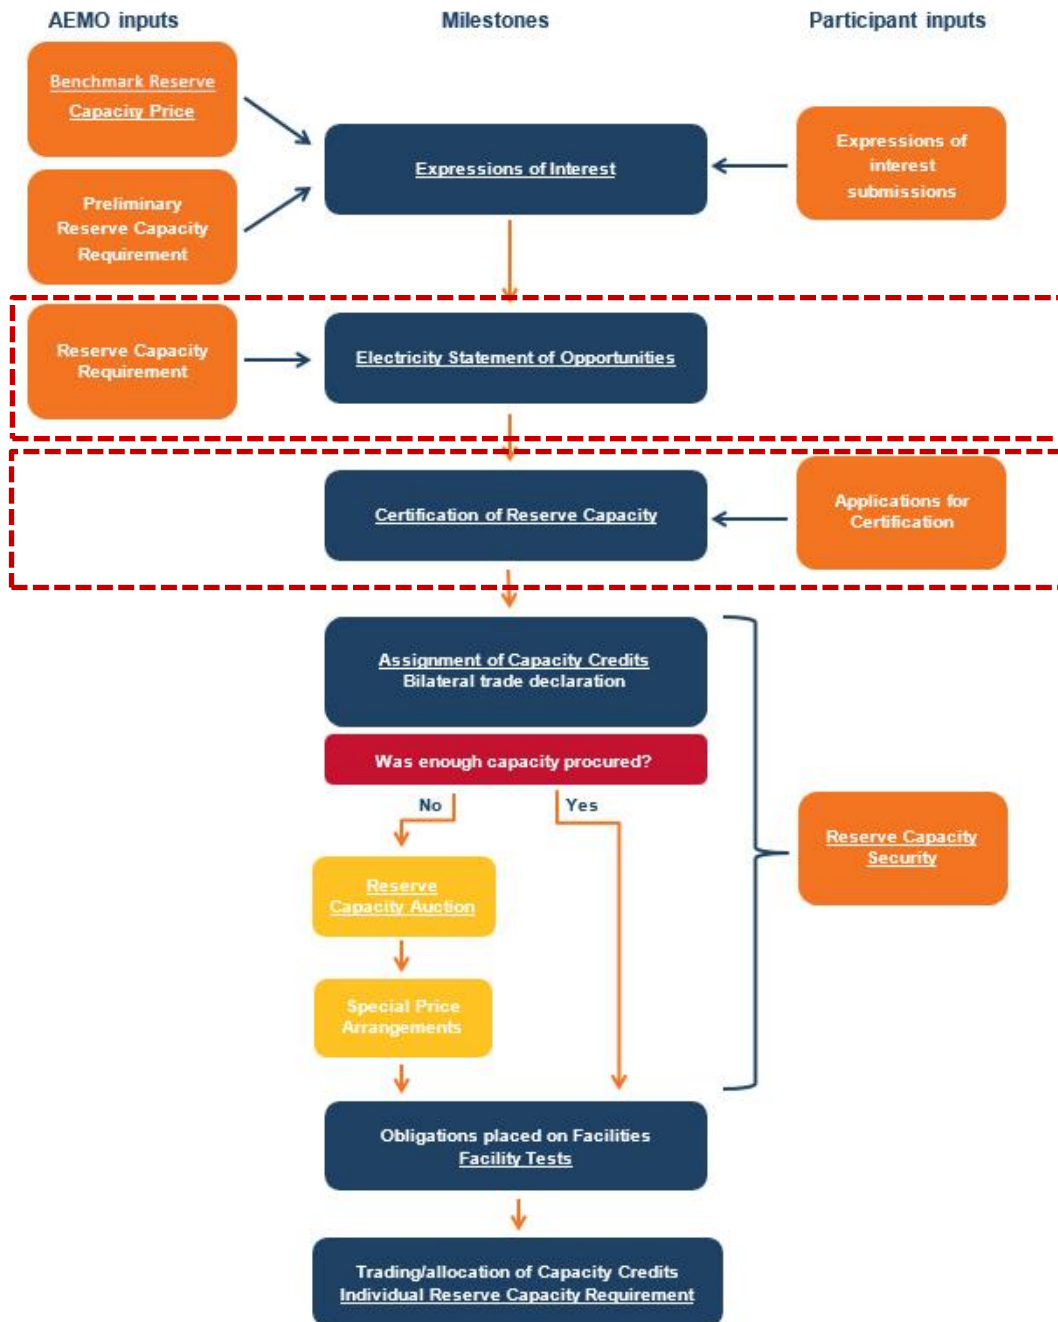 AEMO inputs
Milestones
Participant inputs
Benchmark Reserve
Capacity Price
Expressions of Interest
Expressions of
interest
submissions
Preliminary
Reserve Capacity
Requirement
Reserve Capacity
Requirement
Electricity Statement of Opportunities
Certification of Reserve Capacity
Applications for
Certification
Assignment of Capacity Credits
Bilateral trade declaration
Was enough capacity procured?
No
Yes
Reserve Capacity
Security
Reserve
Capacity Auction
Special Price
Arrangements
Obligations placed on Facilities
Facility Tests
Trading/allocation of Capacity Credits
Individual Reserve Capacity Requirement